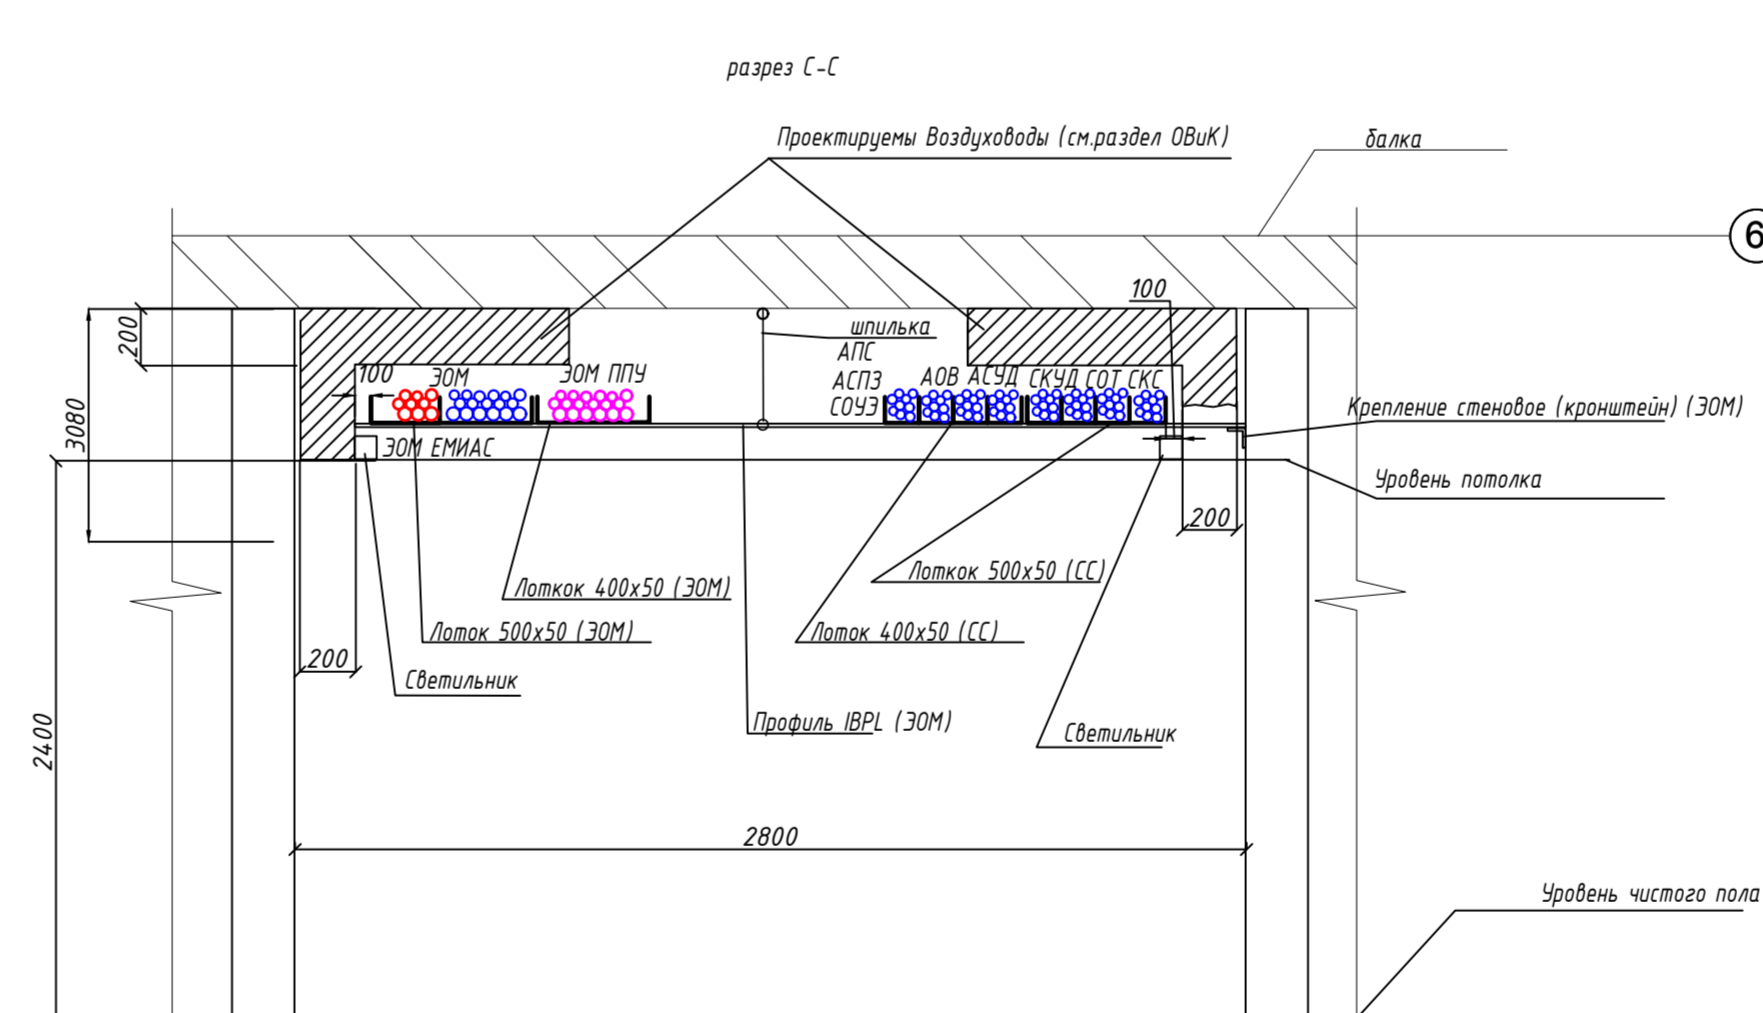 разрез С-С
Проектируемы Воздуховоды (см.раздел ОВиК)
балка
6
100
200
шпилька
АПС
100
ЭОМ
ЭОМ ППУ
АСПЗ
АОВ
АСУД
СКУД
СОТ
СКС
СОУЭ
Крепление стеновое (кронштейн) (ЭОМ)
3080
ЭОМ ЕМИАС
Уровень потолка
200
Лоткок 500х50 (СС)
Лоткок 400х50 (ЭОМ)
Лоток 500х50 (ЭОМ)
Лоток 400х50 (СС)
200
Светильник
Профиль IBPL (ЭОМ)
Светильник
2400
2800
Уровень чистого пола